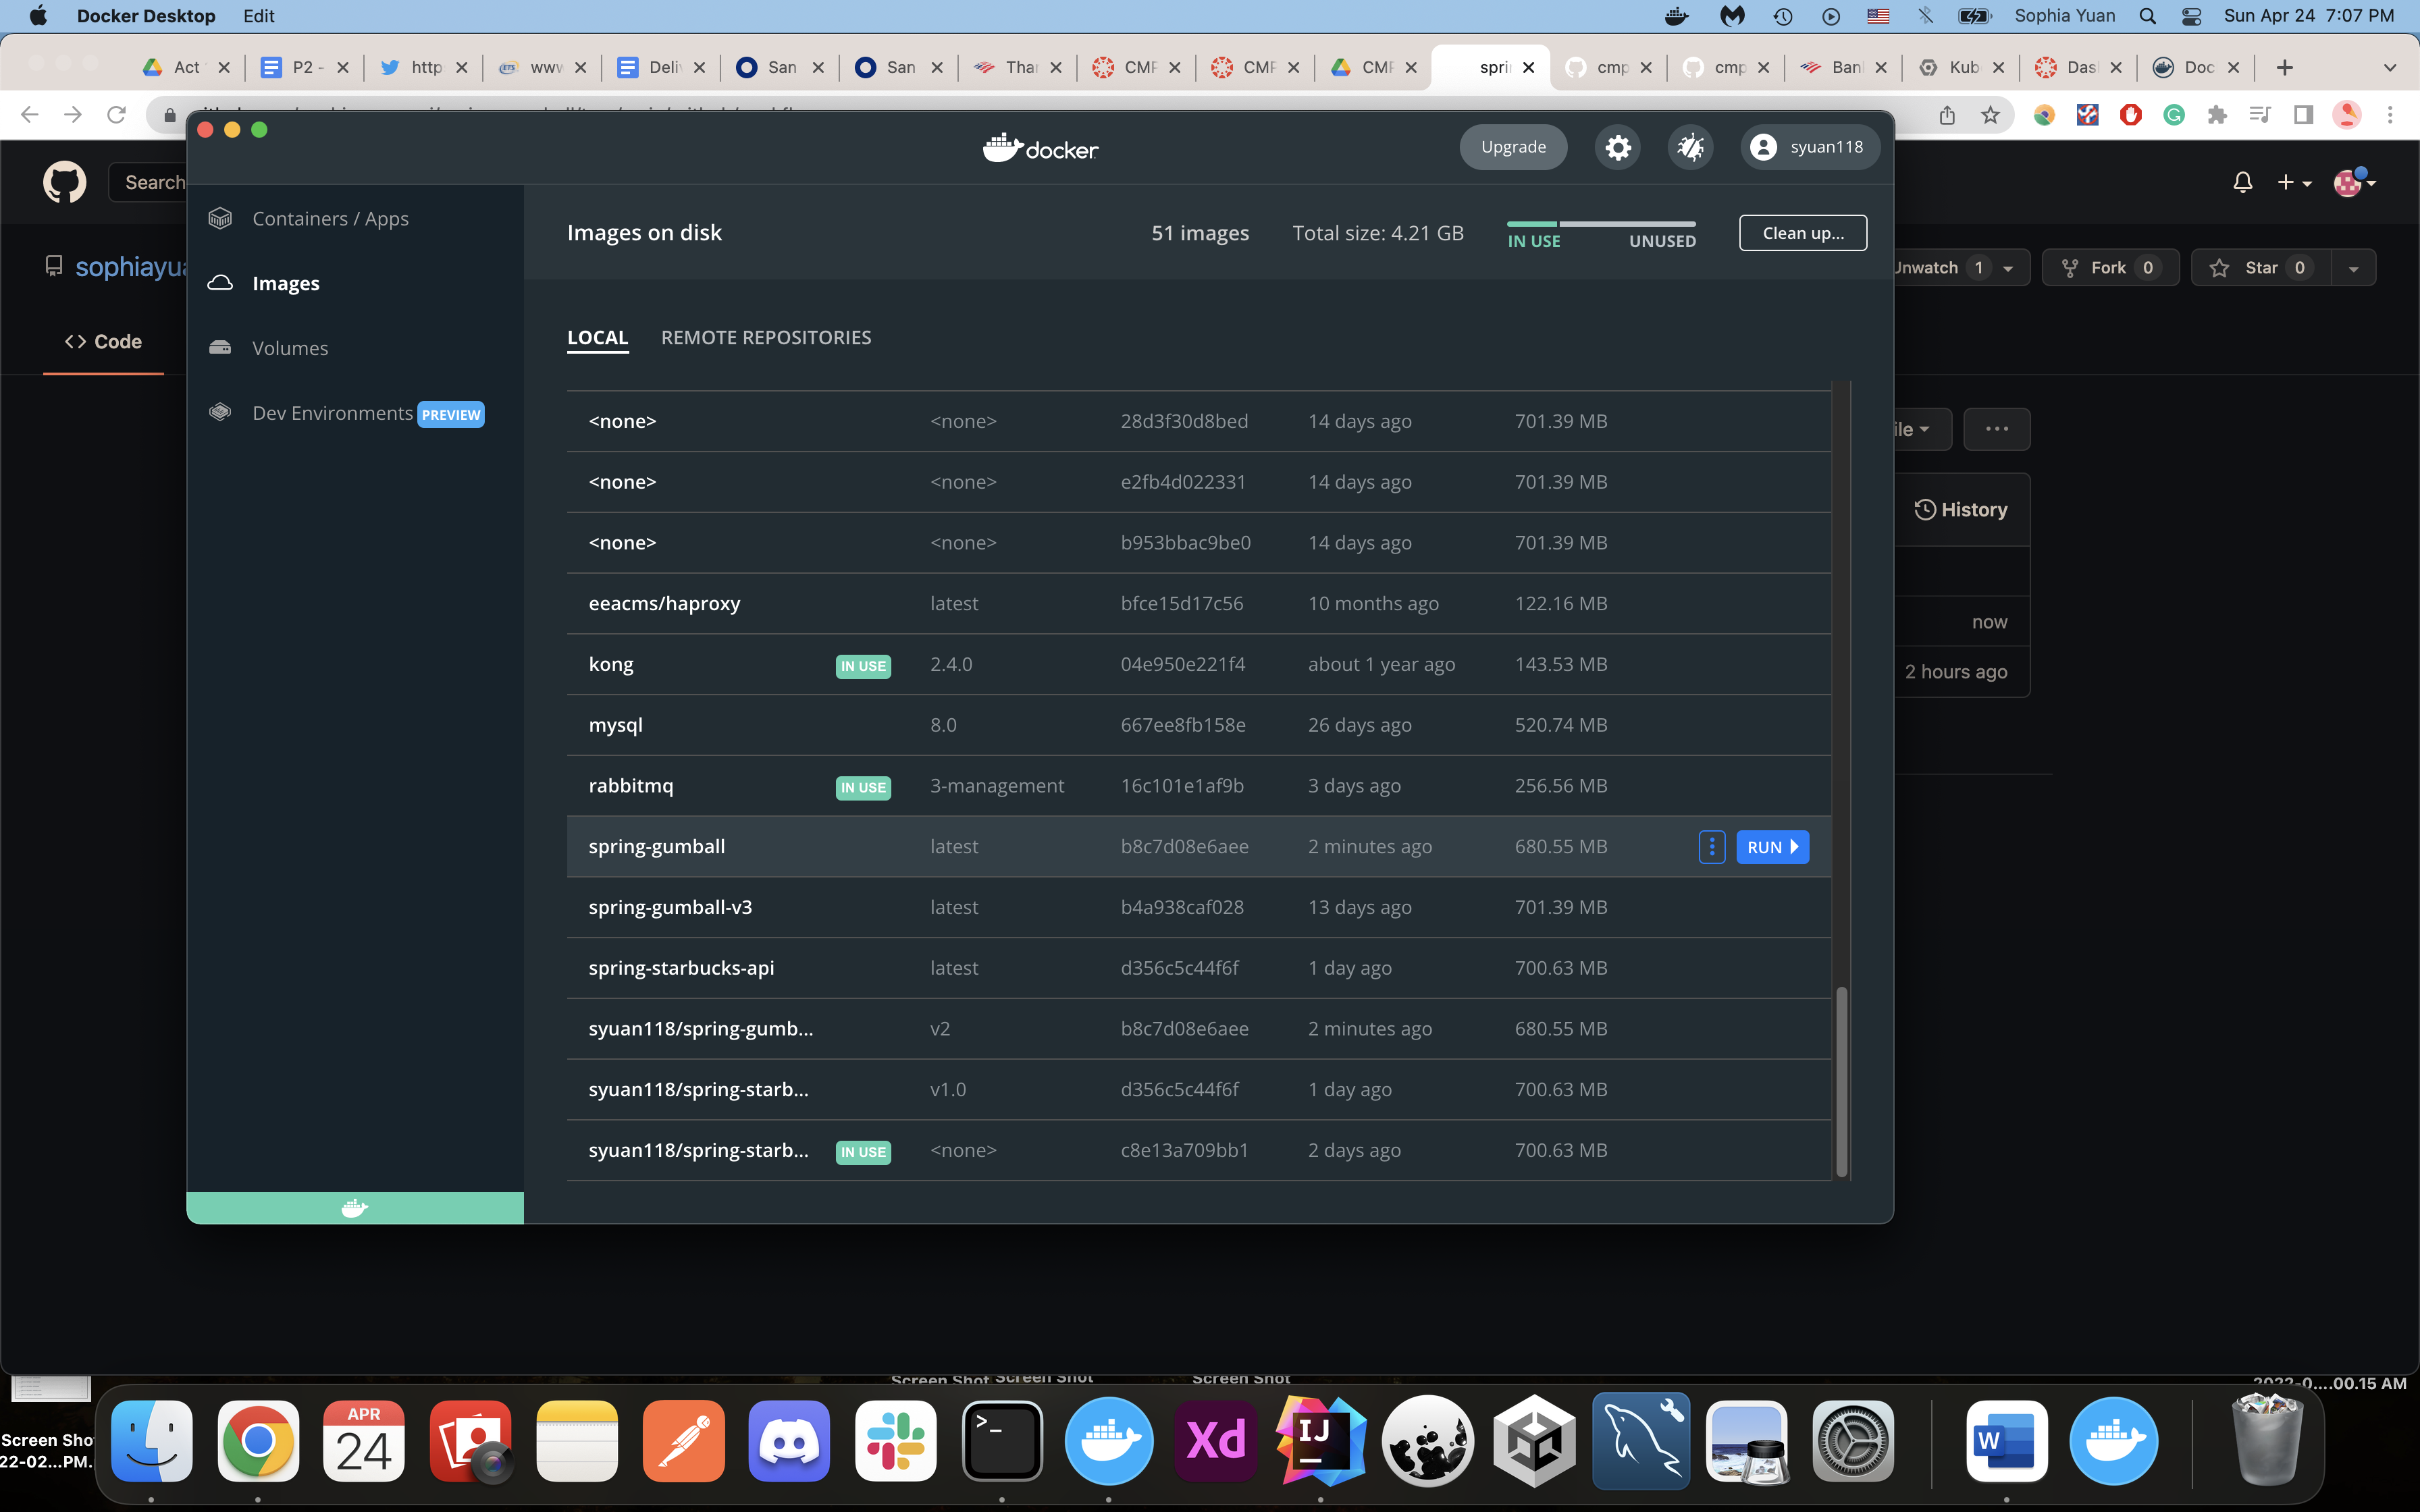 Docker Desktop Edit Sophia Yuan Sun Apr 24 7:07 PM
Act P2 - http www Deliv San San Than CMP CMP CMP sprin cmp cmp Ban Kub Das Doc
docker Upgrade syuan118
Search
sophiayua
Code
Unwatch 1 Fork 0 Star 0
History
now
2 hours ago
Containers / Apps
Images
Volumes
Dev Environments PREVIEW
Images on disk 51 images Total size: 4.21 GB IN USE UNUSED Clean up...
LOCAL REMOTE REPOSITORIES
<none> <none> 28d3f30d8bed 14 days ago 701.39 MB
<none> <none> e2fb4d022331 14 days ago 701.39 MB
<none> <none> b953bbac9be0 14 days ago 701.39 MB
eeacms/haproxy latest bfce15d17c56 10 months ago 122.16 MB
kong IN USE 2.4.0 04e950e221f4 about 1 year ago 143.53 MB
mysql 8.0 667ee8fb158e 26 days ago 520.74 MB
rabbitmq IN USE 3-management 16c101e1af9b 3 days ago 256.56 MB
spring-gumball latest b8c7d08e6aee 2 minutes ago 680.55 MB RUN
spring-gumball-v3 latest b4a938caf028 13 days ago 701.39 MB
spring-starbucks-api latest d356c5c44f6f 1 day ago 700.63 MB
syuan118/spring-gumb... v2 b8c7d08e6aee 2 minutes ago 680.55 MB
syuan118/spring-starb... v1.0 d356c5c44f6f 1 day ago 700.63 MB
syuan118/spring-starb... IN USE <none> c8e13a709bb1 2 days ago 700.63 MB
Screen Shot Screen Shot Screen Shot
2022-0....00.15 AM
Screen Sho
22-02...PM.
APR
24
>_
Xd
IJ
W